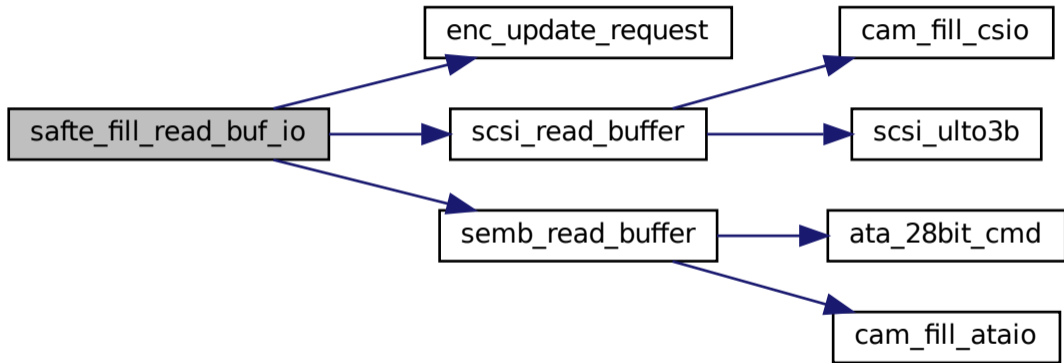 enc_update_request
cam_fill_csio
safte_fill_read_buf_io
scsi_read_buffer
scsi_ulto3b
semb_read_buffer
ata_28bit_cmd
cam_fill_ataio